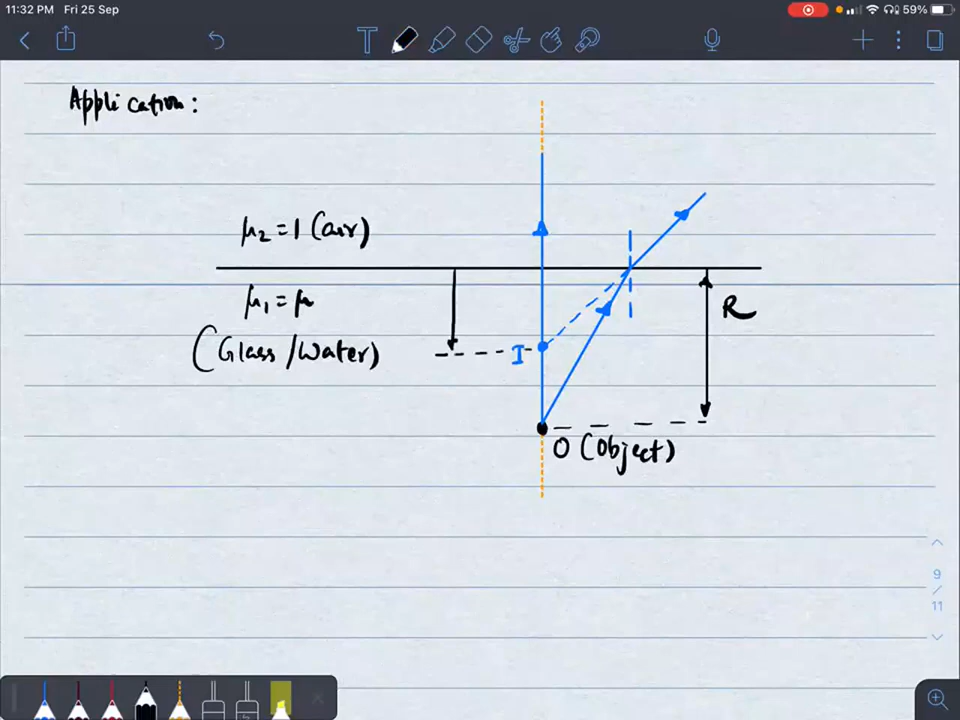 11:32 PM Fri 25 Sep
59%
T
Application:
μ₂ = 1 (air)
μ₁ = μ
(Glass/Water)
R
I
O (Object)
9
/
11